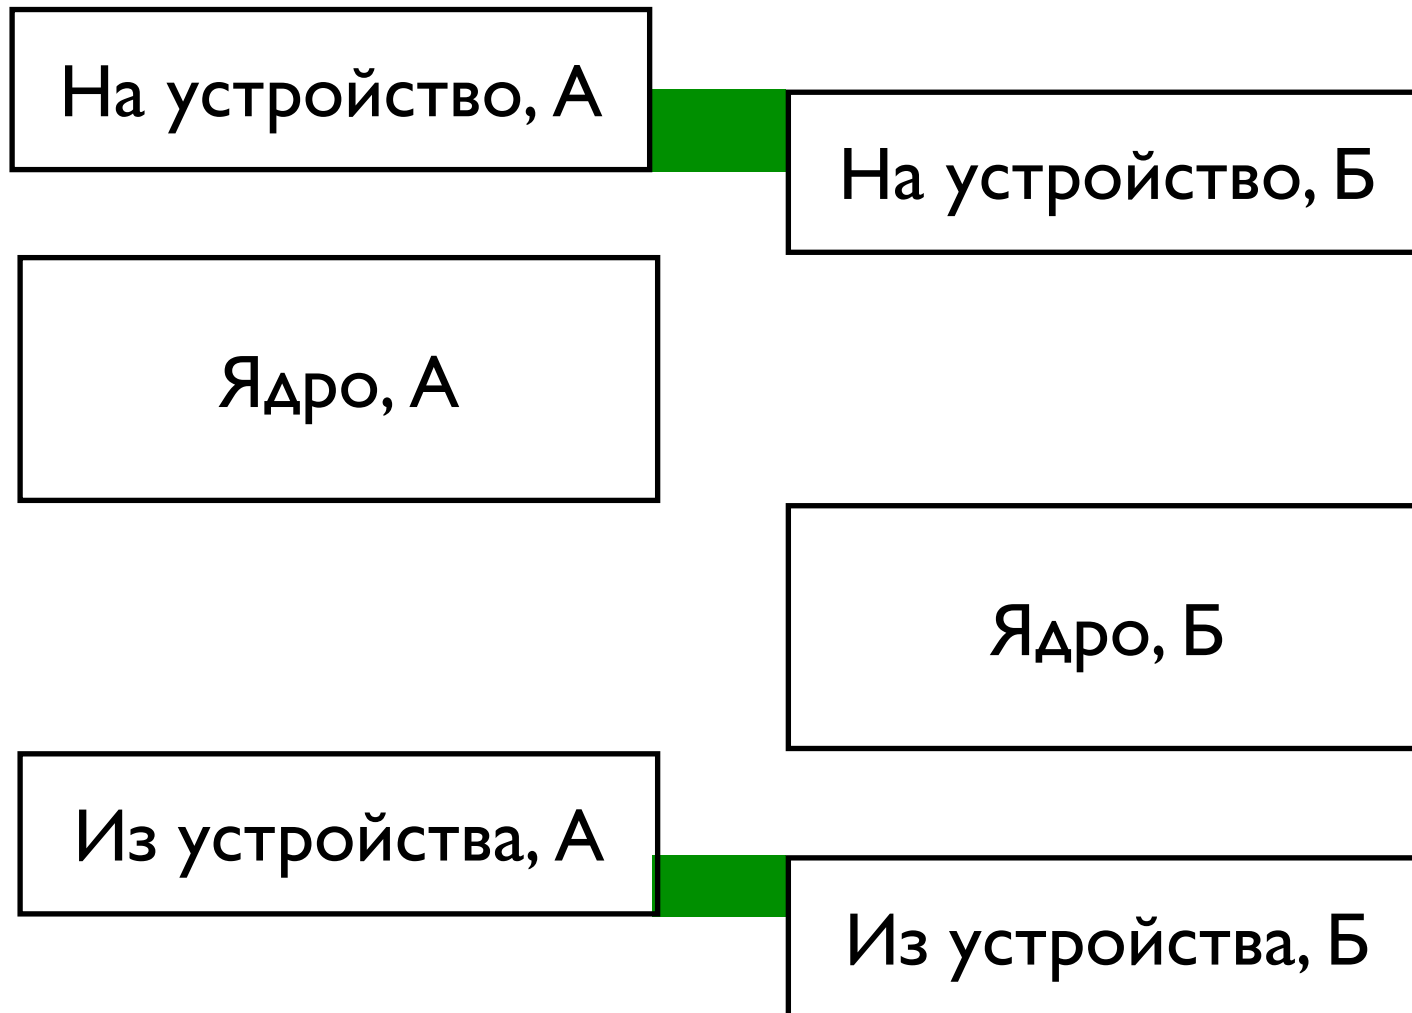 На устройство, А
На устройство, Б
Ядро, А
Ядро, Б
Из устройства, А
Из устройства, Б